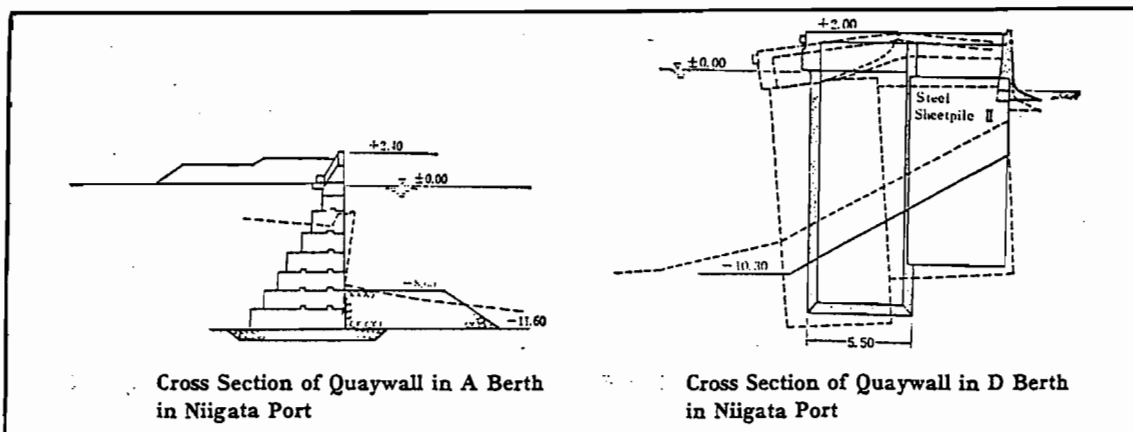 +2.40
±0.00
-11.60
Cross Section of Quaywall in A Berth
in Niigata Port
+2.00
±0.00
Steel
Sheetpile II
-10.30
5.50
Cross Section of Quaywall in D Berth
in Niigata Port